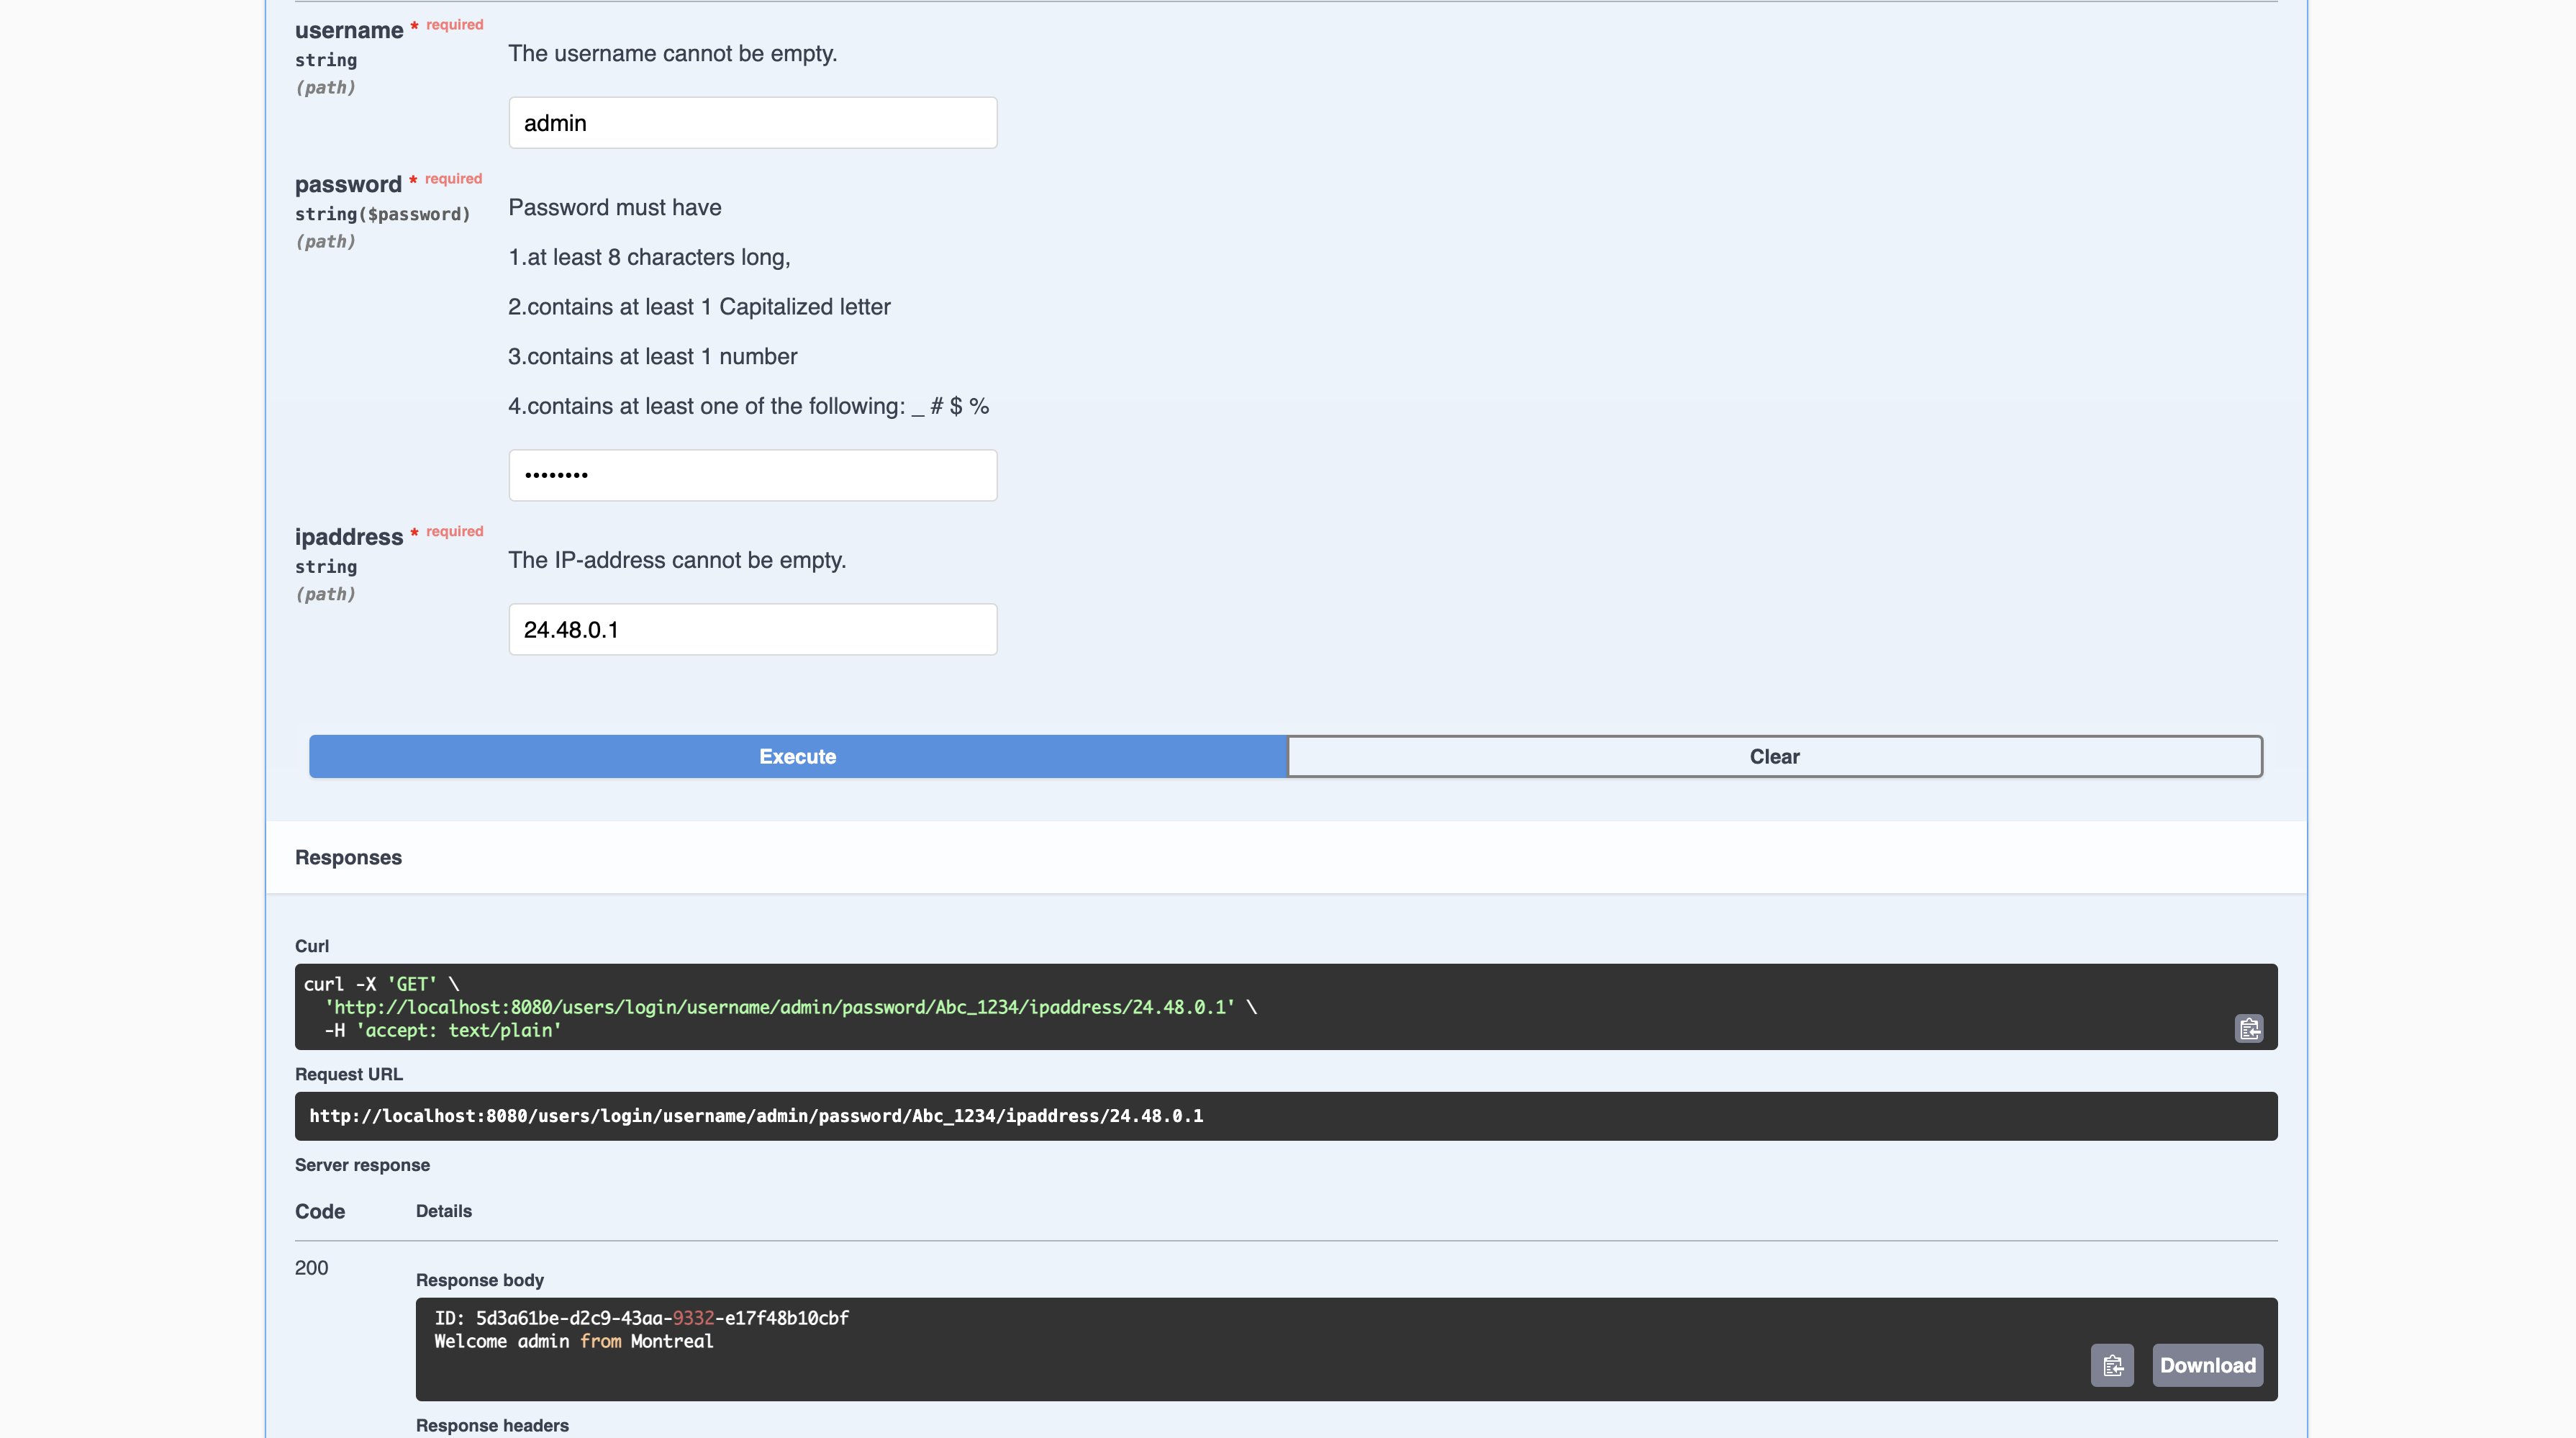 username * required
string
(path)
The username cannot be empty.
admin
password * required
string($password)
(path)
Password must have
1.at least 8 characters long,
2.contains at least 1 Capitalized letter
3.contains at least 1 number
4.contains at least one of the following: _ # $ %
••••••••
ipaddress * required
string
(path)
The IP-address cannot be empty.
24.48.0.1
Execute
Clear
Responses
Curl
curl -X 'GET' \
'http://localhost:8080/users/login/username/admin/password/Abc_1234/ipaddress/24.48.0.1' \
-H 'accept: text/plain'
Request URL
http://localhost:8080/users/login/username/admin/password/Abc_1234/ipaddress/24.48.0.1
Server response
Code Details
200
Response body
ID: 5d3a61be-d2c9-43aa-9332-e17f48b10cbf
Welcome admin from Montreal
Download
Response headers